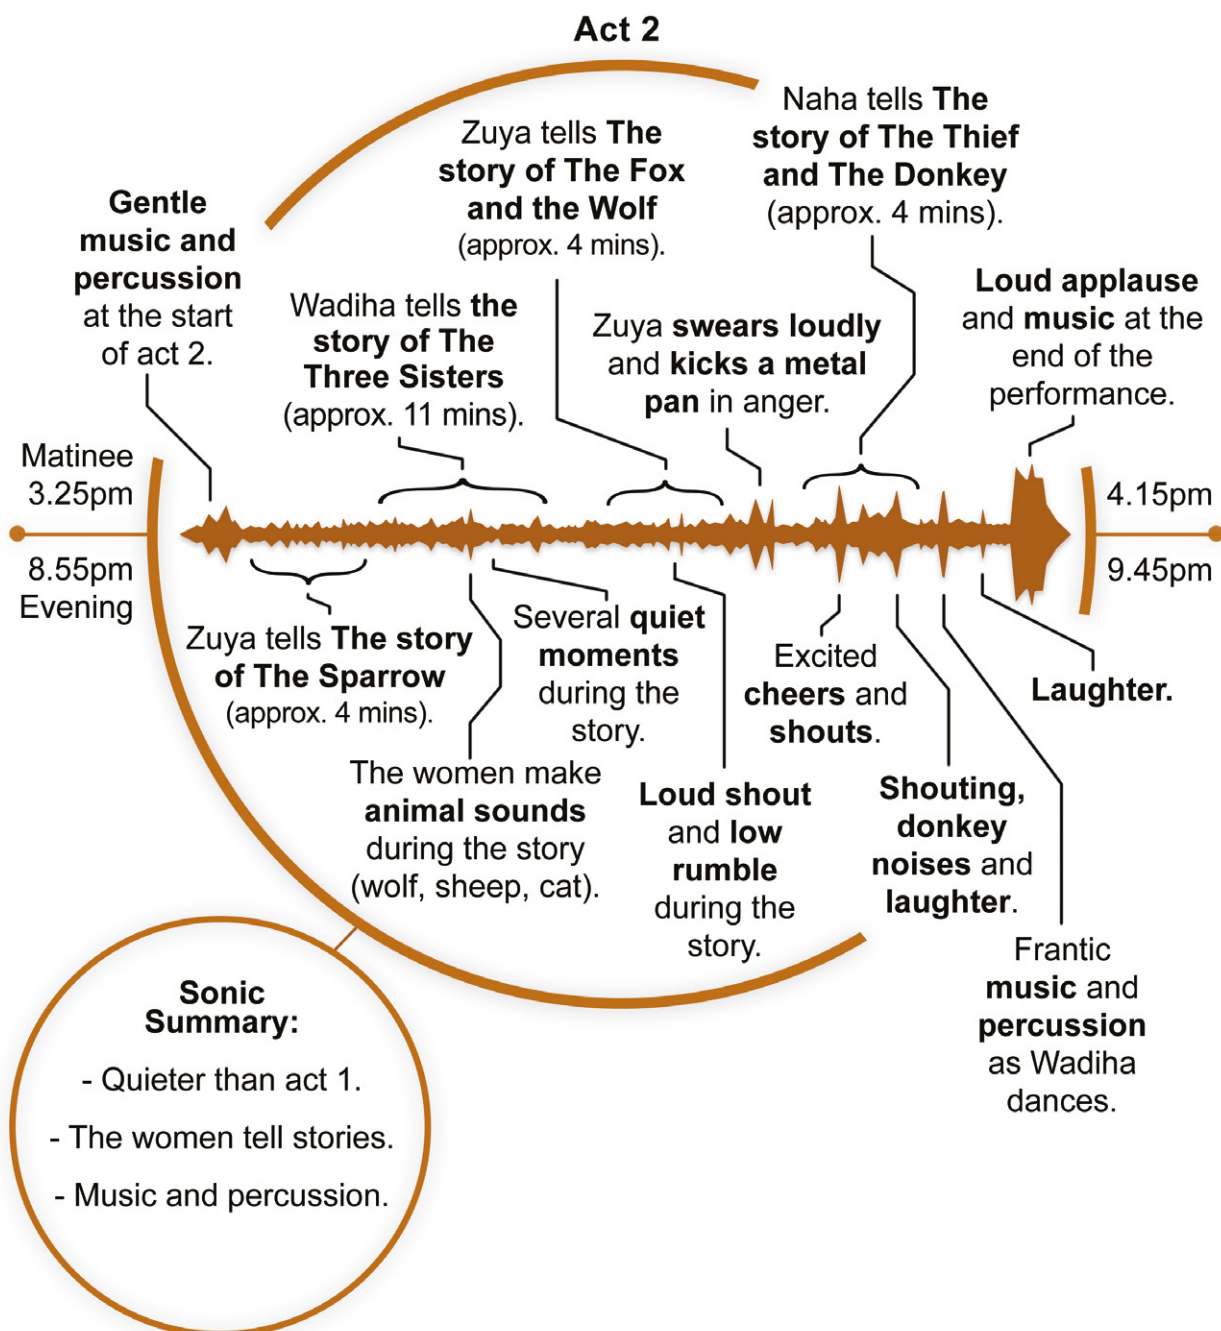 Act 2
Gentle
music and
percussion
at the start
of act 2.
Wadiha tells the
story of The
Three Sisters
(approx. 11 mins).
Zuya tells The
story of The Fox
and the Wolf
(approx. 4 mins).
Zuya swears loudly
and kicks a metal
pan in anger.
Naha tells The
story of The Thief
and The Donkey
(approx. 4 mins).
Loud applause
and music at the
end of the
performance.
Matinee
3.25pm
8.55pm
Evening
4.15pm
9.45pm
Zuya tells The story
of The Sparrow
(approx. 4 mins).
The women make
animal sounds
during the story
(wolf, sheep, cat).
Several quiet
moments
during the
story.
Loud shout
and low
rumble
during the
story.
Excited
cheers and
shouts.
Shouting,
donkey
noises and
laughter.
Frantic
music and
percussion
as Wadiha
dances.
Laughter.
Sonic
Summary:
- Quieter than act 1.
- The women tell stories.
- Music and percussion.